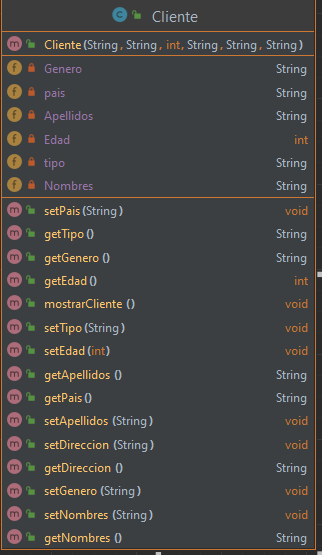 Cliente
Cliente(String, String, int, String, String, String)
Genero String
pais String
Apellidos String
Edad int
tipo String
Nombres String
setPais(String) void
getTipo() String
getGenero() String
getEdad() int
mostrarCliente() void
setTipo(String) void
setEdad(int) void
getApellidos() String
getPais() String
setApellidos(String) void
setDireccion(String) void
getDireccion() String
setGenero(String) void
setNombres(String) void
getNombres() String